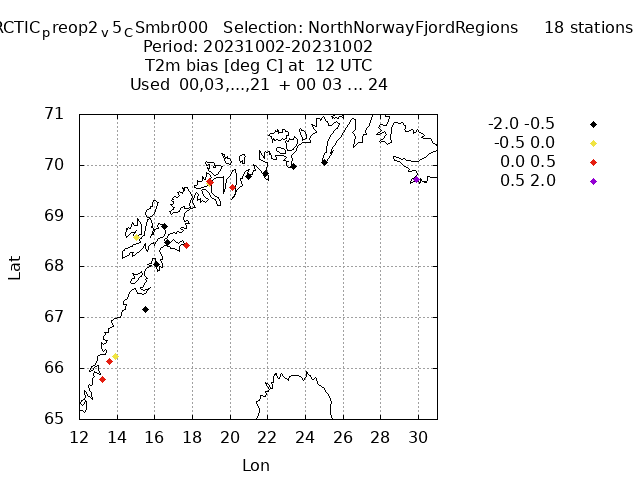 RCTICpreop2v5CSmbr000 Selection: NorthNorwayFjordRegions 18 stations
Period: 20231002-20231002
T2m bias [deg C] at 12 UTC
Used 00,03,...,21 + 00 03 ... 24
-2.0 -0.5
-0.5 0.0
0.0 0.5
0.5 2.0
71
70
69
68
67
66
65
Lat
12 14 16 18 20 22 24 26 28 30
Lon